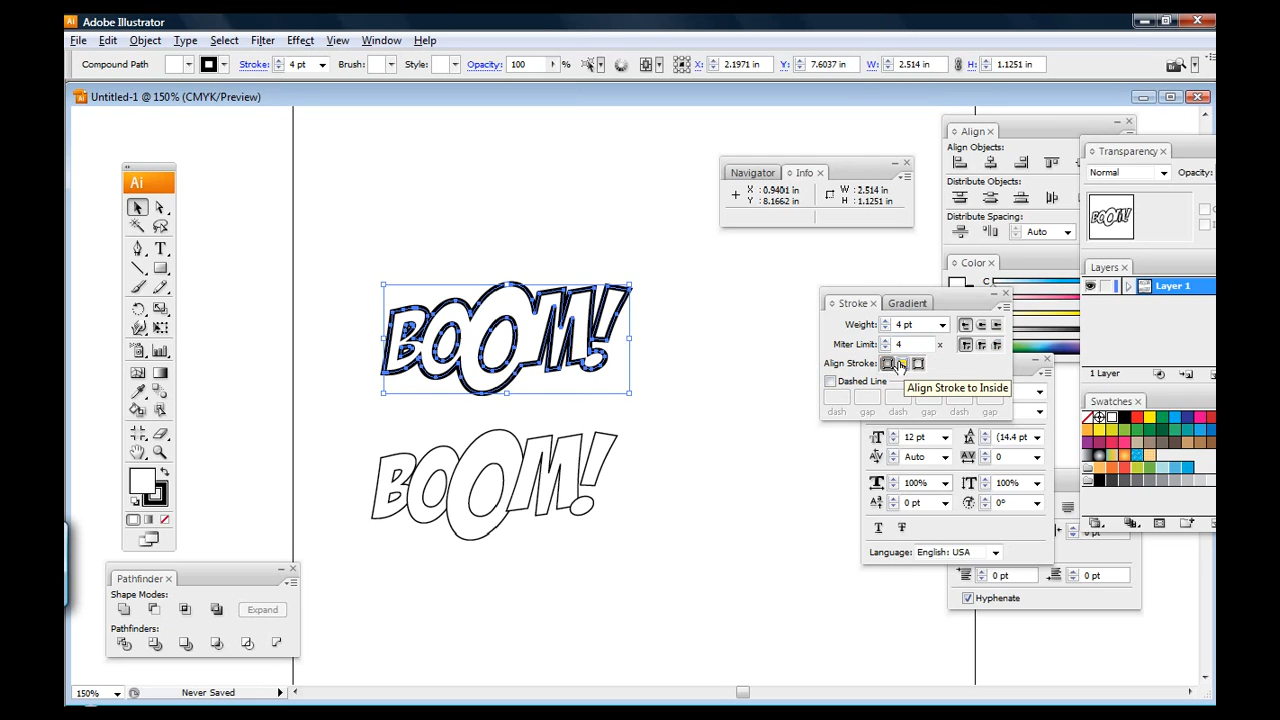 Adobe Illustrator
File Edit Object Type Select Filter Effect View Window Help
Compound Path Stroke: 4 pt Brush: Style: Opacity: 100 % X: 2.1971 in Y: 7.6037 in W: 2.514 in H: 1.1251 in
Untitled-1 @ 150% (CMYK/Preview)
Ai
BOOM!
BOOM!
Navigator Info
X : 0.9401 in
Y : 8.1662 in
W : 2.514 in
H : 1.1251 in
Align
Align Objects:
Distribute Objects:
Distribute Spacing:
Auto
Color
C
Transparency
Normal Opacity:
BOOM!
Layers
Layer 1
1 Layer
Swatches
Stroke Gradient
Weight: 4 pt
Miter Limit: 4 x
Align Stroke:
Align Stroke to Inside
Dashed Line
dash gap dash gap dash gap
12 pt (14.4 pt
Auto 0
100% 100%
0 pt 0°
T T
Language: English: USA
0 pt
0 pt 0 pt
Hyphenate
Pathfinder
Shape Modes:
Expand
Pathfinders:
150% Never Saved